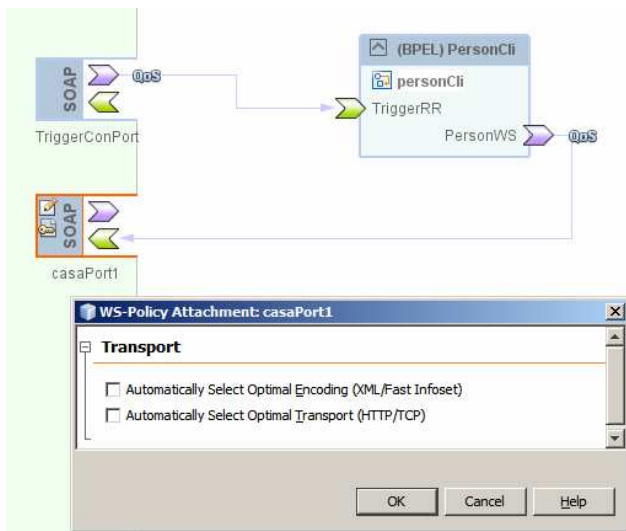 (BPEL) PersonCli
SOAP
QoS
personCli
TriggerRR
TriggerConPort
PersonWS
QoS
SOAP
casaPort1
WS-Policy Attachment: casaPort1
Transport
Automatically Select Optimal Encoding (XML/Fast Infoset)
Automatically Select Optimal Transport (HTTP/TCP)
OK
Cancel
Help